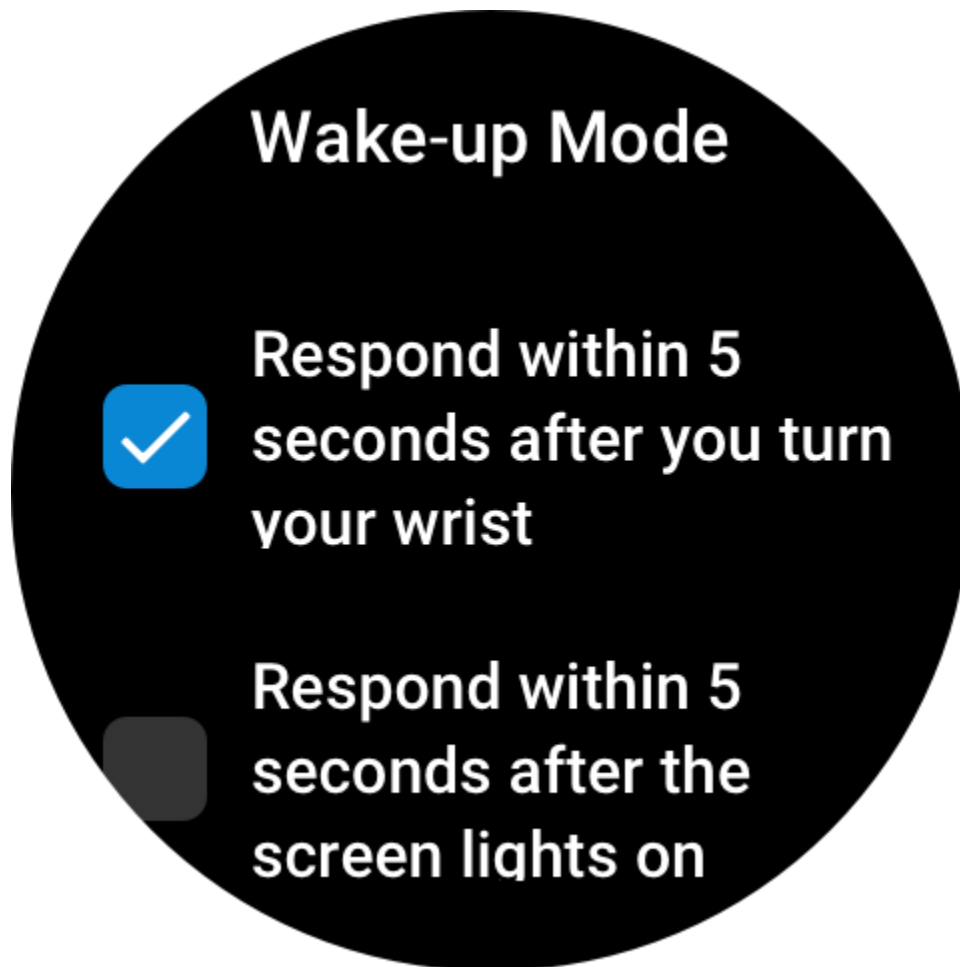 Wake-up Mode
Respond within 5
seconds after you turn
your wrist
Respond within 5
seconds after the
screen lights on